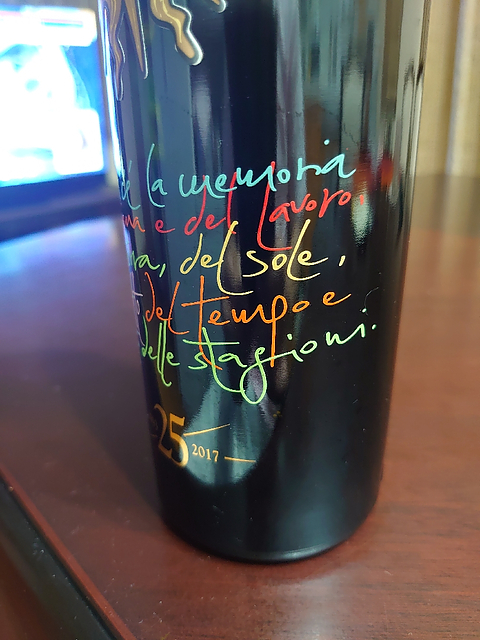 la memoria
e del lavoro,
del sole,
del tempo e
delle stagioni.
25
2017